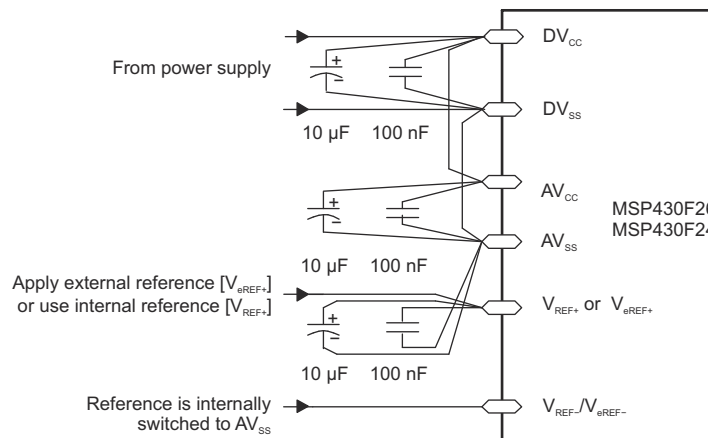 DVCC
From power supply
+
−
DVSS
10 µF 100 nF
AVCC
+
−
MSP430F20
MSP430F24
AVSS
10 µF 100 nF
Apply external reference [VeREF+]
or use internal reference [VREF+]
VREF+ or VeREF+
+
−
10 µF 100 nF
Reference is internally
switched to AVSS
VREF−/VeREF−